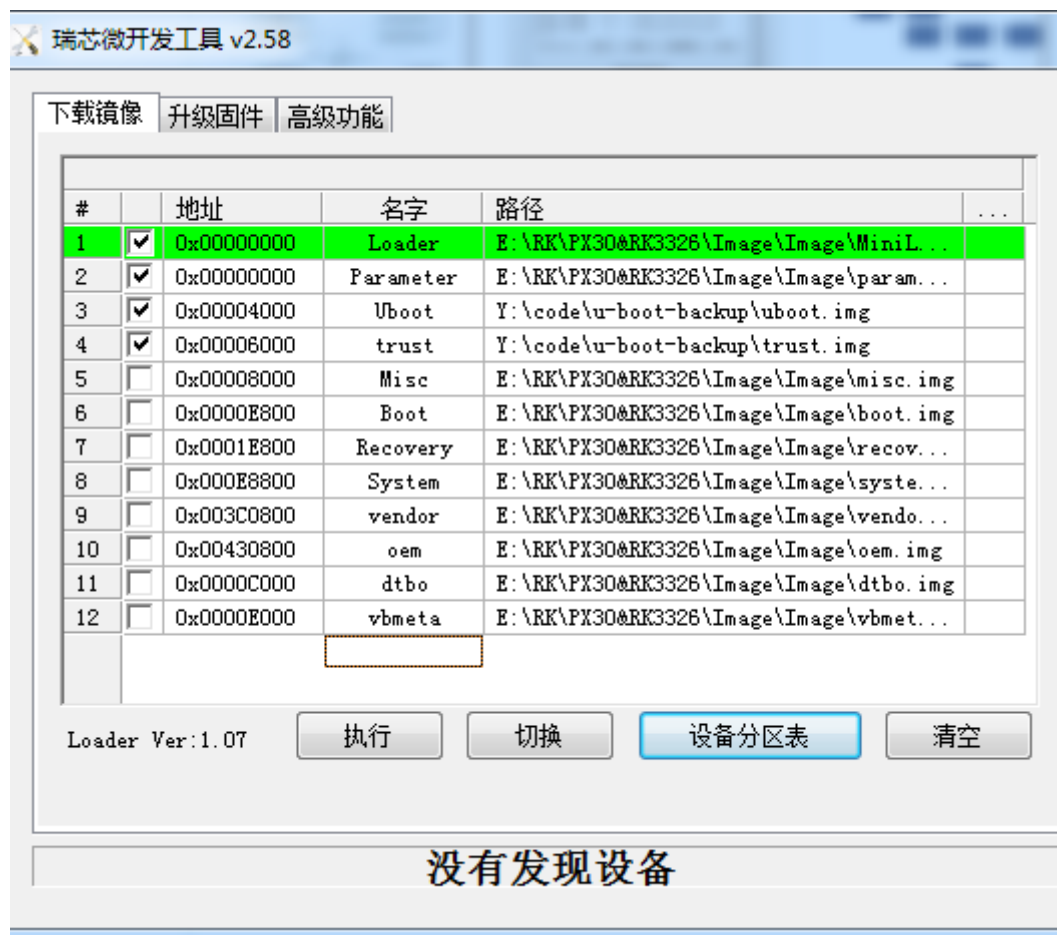 瑞芯微开发工具 v2.58
下载镜像 升级固件 高级功能
# 地址 名字 路径 ...
1 0x00000000 Loader E:\RK\PX30&RK3326\Image\Image\MiniL...
2 0x00000000 Parameter E:\RK\PX30&RK3326\Image\Image\param...
3 0x00004000 Uboot Y:\code\u-boot-backup\uboot.img
4 0x00006000 trust Y:\code\u-boot-backup\trust.img
5 0x00008000 Misc E:\RK\PX30&RK3326\Image\Image\misc.img
6 0x0000E800 Boot E:\RK\PX30&RK3326\Image\Image\boot.img
7 0x0001E800 Recovery E:\RK\PX30&RK3326\Image\Image\recov...
8 0x000E8800 System E:\RK\PX30&RK3326\Image\Image\syste...
9 0x003C0800 vendor E:\RK\PX30&RK3326\Image\Image\vendo...
10 0x00430800 oem E:\RK\PX30&RK3326\Image\Image\oem.img
11 0x0000C000 dtbo E:\RK\PX30&RK3326\Image\Image\dtbo.img
12 0x0000E000 vbmeta E:\RK\PX30&RK3326\Image\Image\vbmet...
Loader Ver:1.07 执行 切换 设备分区表 清空
没有发现设备